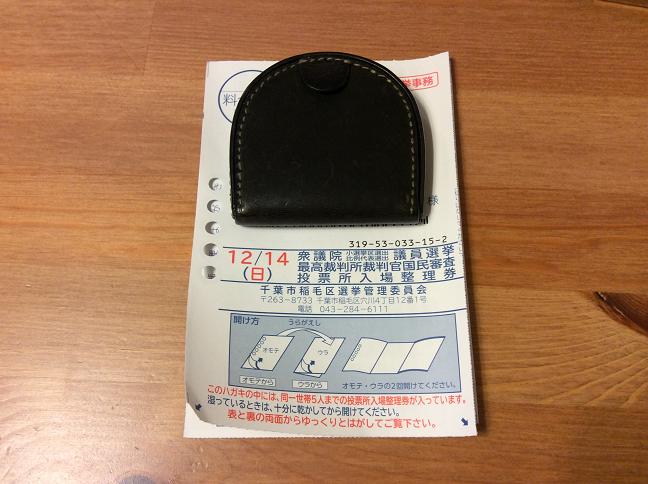 料
挙事務
様
319-53-033-15-2
12/14(日)
衆議院 小選挙区選出 比例代表選出 議員選挙
最高裁判所裁判官国民審査
投票所入場整理券
千葉市稲毛区選挙管理委員会
〒263−8733 千葉市稲毛区穴川4丁目12番1号
電話 043−284−6111
開け方
うらがえし
オモテ
ウラ
オモテから
ウラから
オモテ・ウラの2回開けてください。
このハガキの中には、同一世帯5人までの投票所入場整理券が入っています。
湿っているときは、十分に乾かしてから開けてください。
表と裏の両面からゆっくりとはがしてご覧下さい。